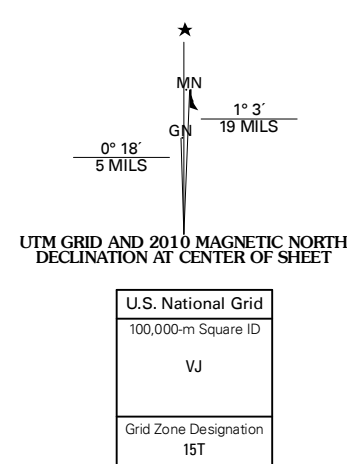 MN
1° 3´
19 MILS
GN
0° 18´
5 MILS
UTM GRID AND 2010 MAGNETIC NORTH
DECLINATION AT CENTER OF SHEET
U.S. National Grid
100,000-m Square ID
VJ
Grid Zone Designation
15T